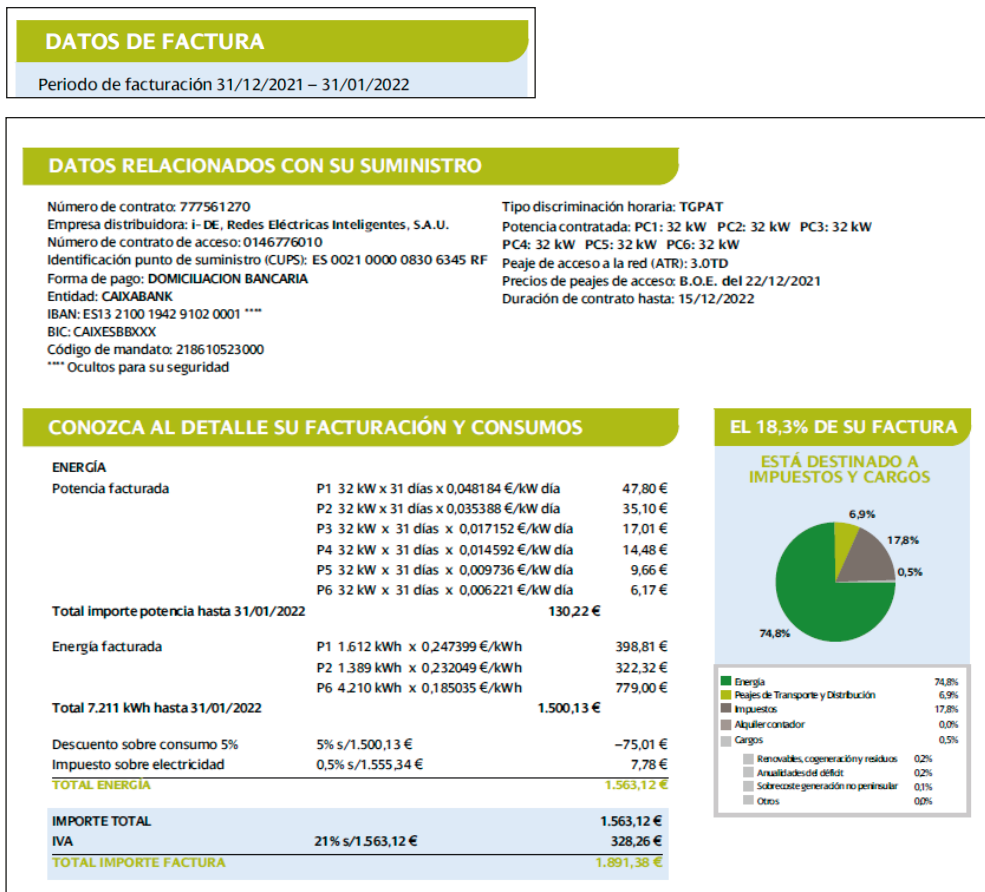 DATOS DE FACTURA
Periodo de facturación 31/12/2021 – 31/01/2022
DATOS RELACIONADOS CON SU SUMINISTRO
Número de contrato: 777561270
Empresa distribuidora: i-DE, Redes Eléctricas Inteligentes, S.A.U.
Número de contrato de acceso: 0146776010
Identificación punto de suministro (CUPS): ES 0021 0000 0830 6345 RF
Forma de pago: DOMICILIACION BANCARIA
Entidad: CAIXABANK
IBAN: ES13 2100 1942 9102 0001 ****
BIC: CAIXESBBXXX
Código de mandato: 218610523000
**** Ocultos para su seguridad
Tipo discriminación horaria: TGPAT
Potencia contratada: PC1: 32 kW PC2: 32 kW PC3: 32 kW
PC4: 32 kW PC5: 32 kW PC6: 32 kW
Peaje de acceso a la red (ATR): 3.0TD
Precios de peajes de acceso: B.O.E. del 22/12/2021
Duración de contrato hasta: 15/12/2022
CONOZCA AL DETALLE SU FACTURACIÓN Y CONSUMOS
ENERGÍA
Potencia facturada P1 32 kW x 31 días x 0,048184 €/kW día 47,80 €
P2 32 kW x 31 días x 0,035388 €/kW día 35,10 €
P3 32 kW x 31 días x 0,017152 €/kW día 17,01 €
P4 32 kW x 31 días x 0,014592 €/kW día 14,48 €
P5 32 kW x 31 días x 0,009736 €/kW día 9,66 €
P6 32 kW x 31 días x 0,006221 €/kW día 6,17 €
Total importe potencia hasta 31/01/2022 130,22 €
Energía facturada P1 1.612 kWh x 0,247399 €/kWh 398,81 €
P2 1.389 kWh x 0,232049 €/kWh 322,32 €
P6 4.210 kWh x 0,185035 €/kWh 779,00 €
Total 7.211 kWh hasta 31/01/2022 1.500,13 €
Descuento sobre consumo 5% 5% s/1.500,13 € –75,01 €
Impuesto sobre electricidad 0,5% s/1.555,34 € 7,78 €
TOTAL ENERGÍA 1.563,12 €
IMPORTE TOTAL 1.563,12 €
IVA 21% s/1.563,12 € 328,26 €
TOTAL IMPORTE FACTURA 1.891,38 €
EL 18,3% DE SU FACTURA
ESTÁ DESTINADO A
IMPUESTOS Y CARGOS
6,9%
17,8%
0,5%
74,8%
Energía 74,8%
Peajes de Transporte y Distribución 6,9%
Impuestos 17,8%
Alquiler contador 0,0%
Cargos 0,5%
Renovables, cogeneración y residuos 0,2%
Anualidades del déficit 0,2%
Sobrecoste generación no peninsular 0,1%
Otros 0,0%